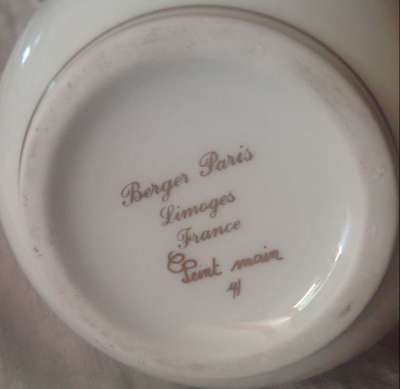 Berger Paris
Limoges
France
Peint main